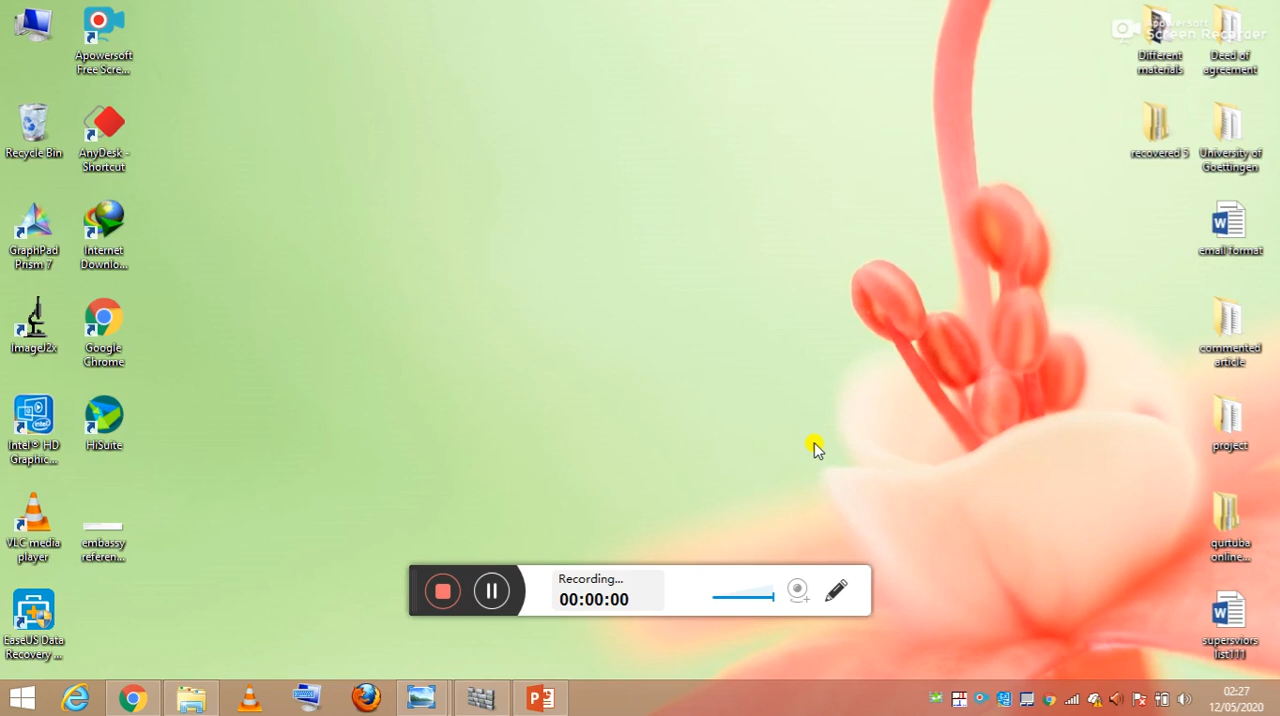 Apowersoft
Free Scre...
Recycle Bin
AnyDesk -
Shortcut
GraphPad
Prism 7
Internet
Downlo...
ImageJ2x
Google
Chrome
Intel® HD
Graphic...
HiSuite
VLC media
player
embassy
referen...
EaseUS Data
Recovery ...
Recording...
00:00:00
Apowersoft
Screen Recorder
Different
materials
Deed of
agreement
recovered 5
University of
Goettingen
email format
commented
article
project
qurtuba
online...
supersviors
list111
02:27
12/05/2020